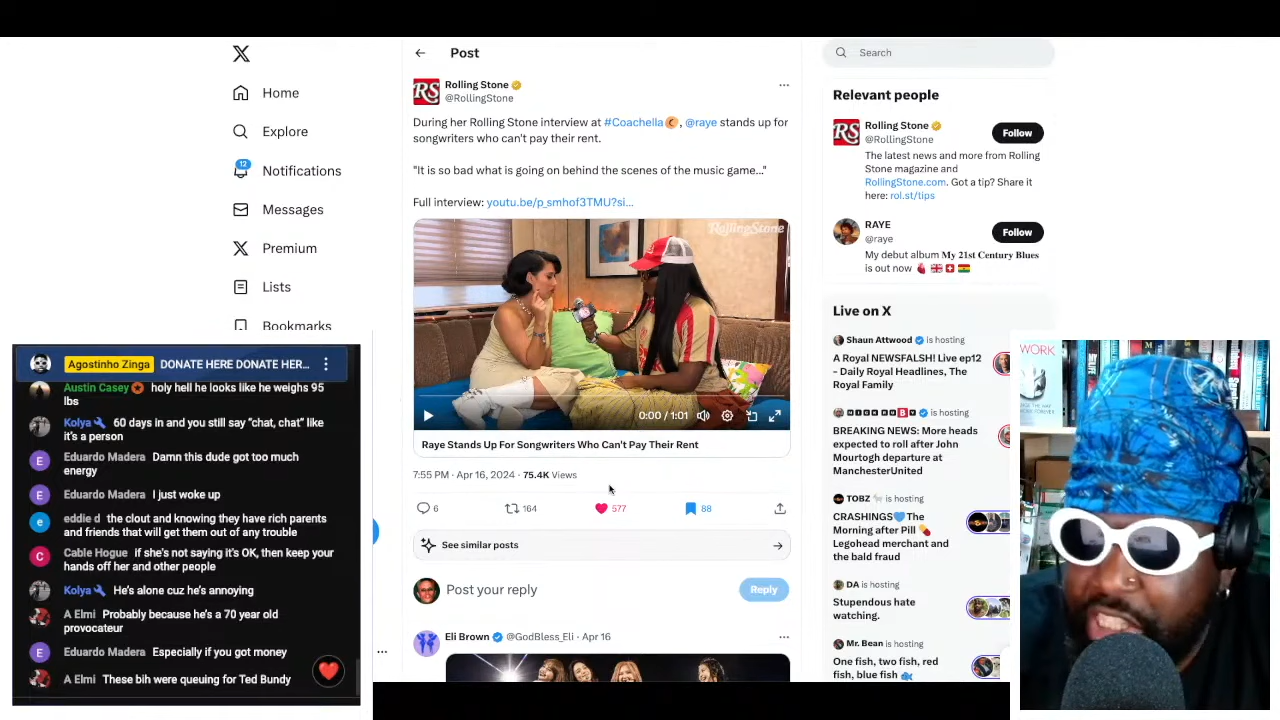 Home
Explore
12
Notifications
Messages
Premium
Lists
Bookmarks
Post
Rolling Stone
@RollingStone
During her Rolling Stone interview at #Coachella, @raye stands up for
songwriters who can't pay their rent.
"It is so bad what is going on behind the scenes of the music game..."
Full interview: youtu.be/p_smhof3TMU?si...
RollingStone
0:00 / 1:01
Raye Stands Up For Songwriters Who Can't Pay Their Rent
7:55 PM · Apr 16, 2024 · 75.4K Views
6
164
577
88
See similar posts
Post your reply
Reply
Eli Brown @GodBless_Eli · Apr 16
Search
Relevant people
Rolling Stone
@RollingStone
Follow
The latest news and more from Rolling
Stone magazine and
RollingStone.com. Got a tip? Share it
here: rol.st/tips
RAYE
@raye
Follow
My debut album My 21st Century Blues
is out now
Live on X
Shaun Attwood is hosting
A Royal NEWSFALSH! Live ep12
- Daily Royal Headlines, The
Royal Family
is hosting
BREAKING NEWS: More heads
expected to roll after John
Mourtogh departure at
ManchesterUnited
TOBZ is hosting
CRASHINGS The
Morning after Pill
Legohead merchant and
the bald fraud
DA is hosting
Stupendous hate
watching.
Mr. Bean is hosting
One fish, two fish, red
fish, blue fish
Agostinho Zinga DONATE HERE DONATE HER...
Austin Casey holy hell he looks like he weighs 95
lbs
Kolya 60 days in and you still say "chat, chat" like
it's a person
Eduardo Madera Damn this dude got too much
energy
Eduardo Madera I just woke up
eddie d the clout and knowing they have rich parents
and friends that will get them out of any trouble
Cable Hogue if she's not saying it's OK, then keep your
hands off her and other people
Kolya He's alone cuz he's annoying
A Elmi Probably because he's a 70 year old
provocateur
Eduardo Madera Especially if you got money
A Elmi These bih were queuing for Ted Bundy
WORK